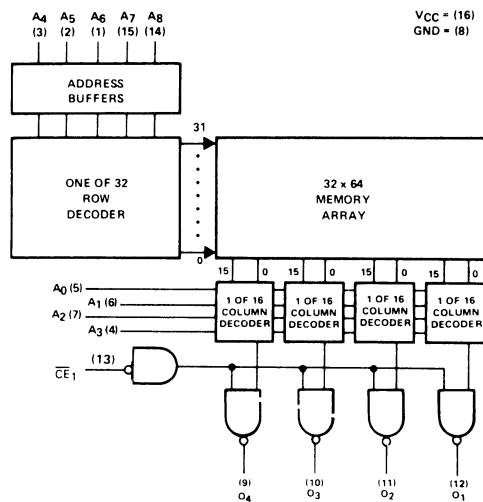 A4 A5 A6 A7 A8
(3) (2) (1) (15) (14)
VCC = (16)
GND = (8)
ADDRESS
BUFFERS
31
ONE OF 32
ROW
DECODER
0
32 x 64
MEMORY
ARRAY
15 0 15 0 15 0 15 0
A0 (5)
A1 (6)
A2 (7)
A3 (4)
1 OF 16
COLUMN
DECODER
1 OF 16
COLUMN
DECODER
1 OF 16
COLUMN
DECODER
1 OF 16
COLUMN
DECODER
C̅E̅1 (13)
(9) (10) (11) (12)
O4 O3 O2 O1